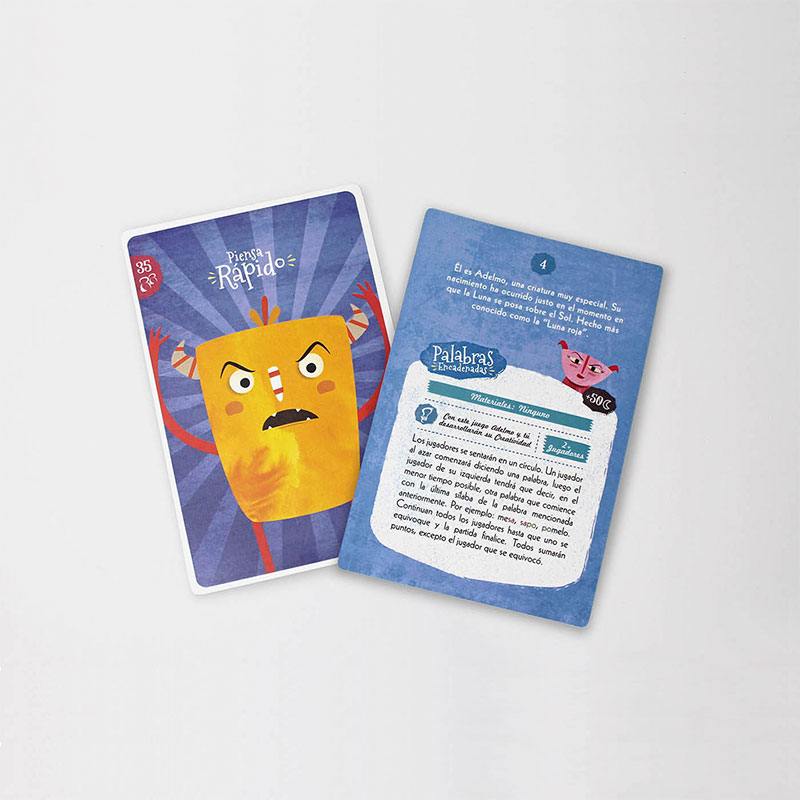 35
Piensa
Rápido
4
Él es Adelmo, una criatura muy especial. Su
nacimiento ha ocurrido justo en el momento en
que la Luna se posa sobre el Sol. Hecho más
conocido como la "Luna roja".
Palabras
Encadenadas
+50
Materiales: Ninguno
Con este juego Adelmo y tú
desarrollarán su Creatividad
2+
Jugadores
Los jugadores se sentarán en un círculo. Un jugador
al azar comenzará diciendo una palabra, luego el
jugador de su izquierda tendrá que decir, en el
menor tiempo posible, otra palabra que comience
con la última sílaba de la palabra mencionada
anteriormente. Por ejemplo: mesa, sapo, pomelo.
Continuan todos los jugadores hasta que uno se
equivoque y la partida finalice. Todos sumarán
puntos, excepto el jugador que se equivocó.